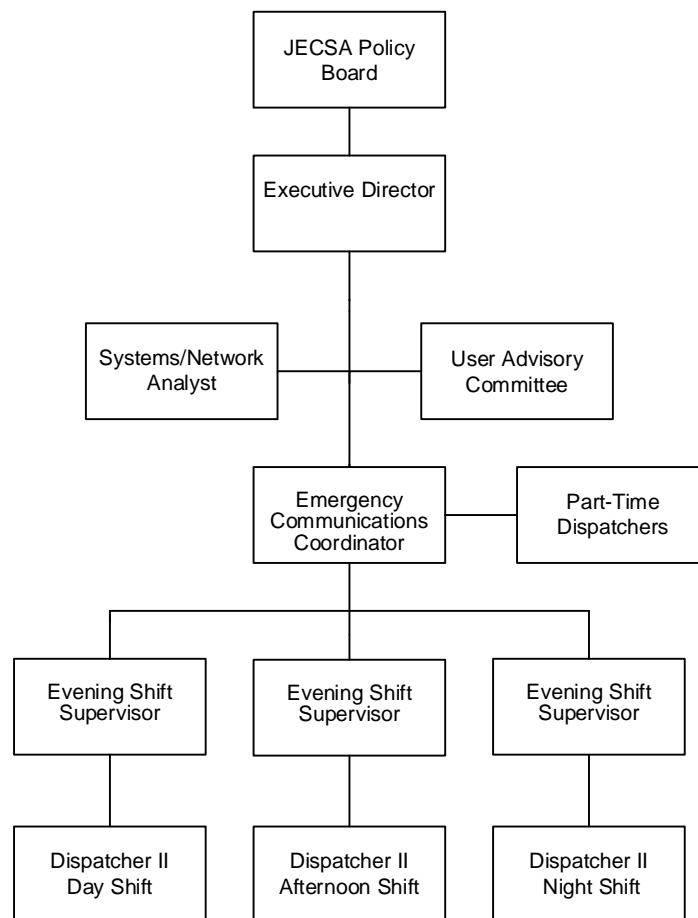 JECSA Policy
Board
Executive Director
Systems/Network
Analyst
User Advisory
Committee
Emergency
Communications
Coordinator
Part-Time
Dispatchers
Evening Shift
Supervisor
Evening Shift
Supervisor
Evening Shift
Supervisor
Dispatcher II
Day Shift
Dispatcher II
Afternoon Shift
Dispatcher II
Night Shift